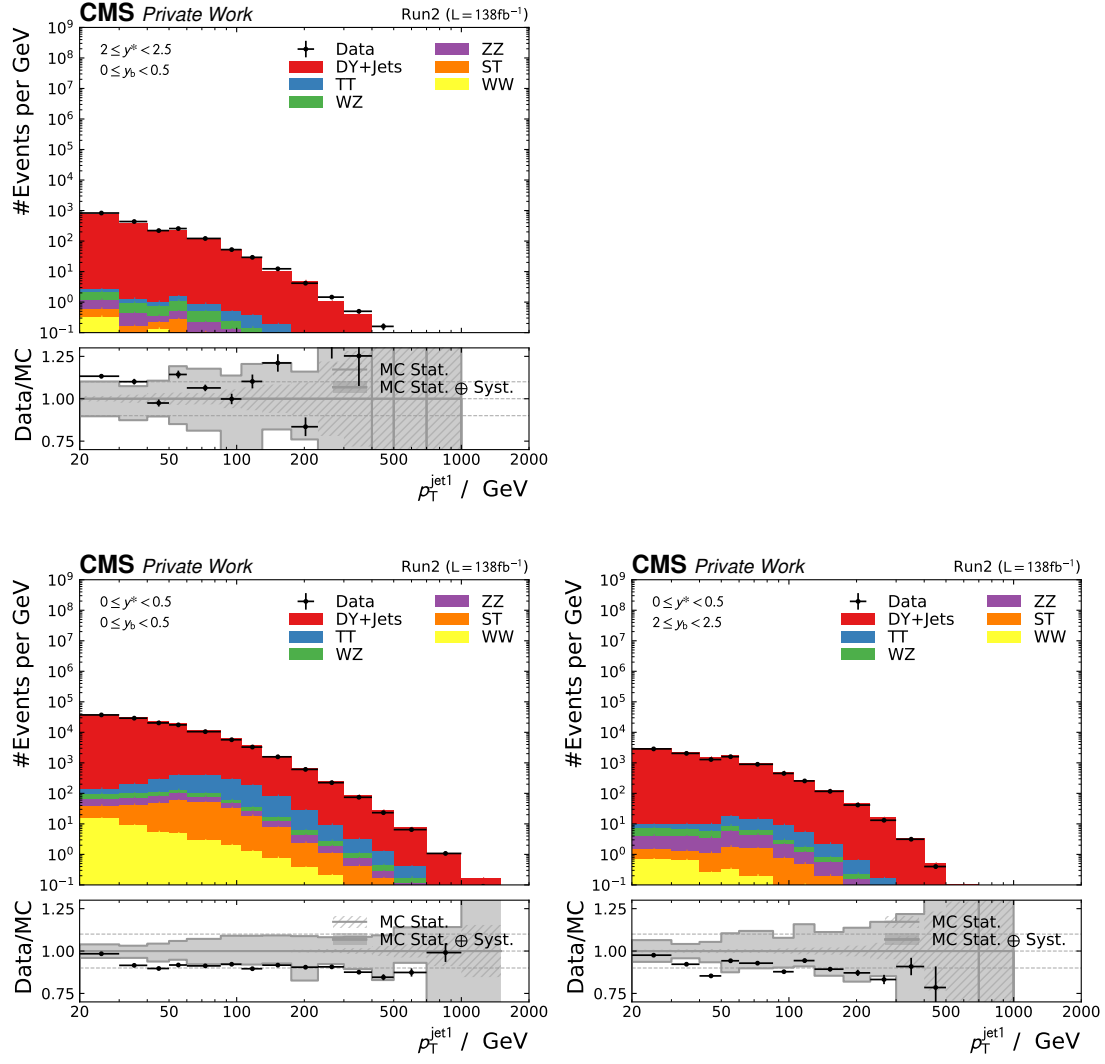 CMS Private Work Run2 (L = 138fb⁻¹)
2 ≤ y* < 2.5
0 ≤ y_b < 0.5
Data
DY+Jets
TT
WZ
ZZ
ST
WW
#Events per GeV
10⁹
10⁸
10⁷
10⁶
10⁵
10⁴
10³
10²
10¹
10⁰
10⁻¹
Data/MC
1.25
1.00
0.75
MC Stat.
MC Stat. ⊕ Syst.
20 100 200 1000 2000
p_T^jet1 / GeV
CMS Private Work Run2 (L = 138fb⁻¹)
0 ≤ y* < 0.5
0 ≤ y_b < 0.5
Data
DY+Jets
TT
WZ
ZZ
ST
WW
#Events per GeV
10⁹
10⁸
10⁷
10⁶
10⁵
10⁴
10³
10²
10¹
10⁰
10⁻¹
Data/MC
1.25
1.00
0.75
MC Stat.
MC Stat. ⊕ Syst.
20 100 200 1000 2000
p_T^jet1 / GeV
CMS Private Work Run2 (L = 138fb⁻¹)
0 ≤ y* < 0.5
2 ≤ y_b < 2.5
Data
DY+Jets
TT
WZ
ZZ
ST
WW
#Events per GeV
10⁹
10⁸
10⁷
10⁶
10⁵
10⁴
10³
10²
10¹
10⁰
10⁻¹
Data/MC
1.25
1.00
0.75
MC Stat.
MC Stat. ⊕ Syst.
20 100 200 1000 2000
p_T^jet1 / GeV